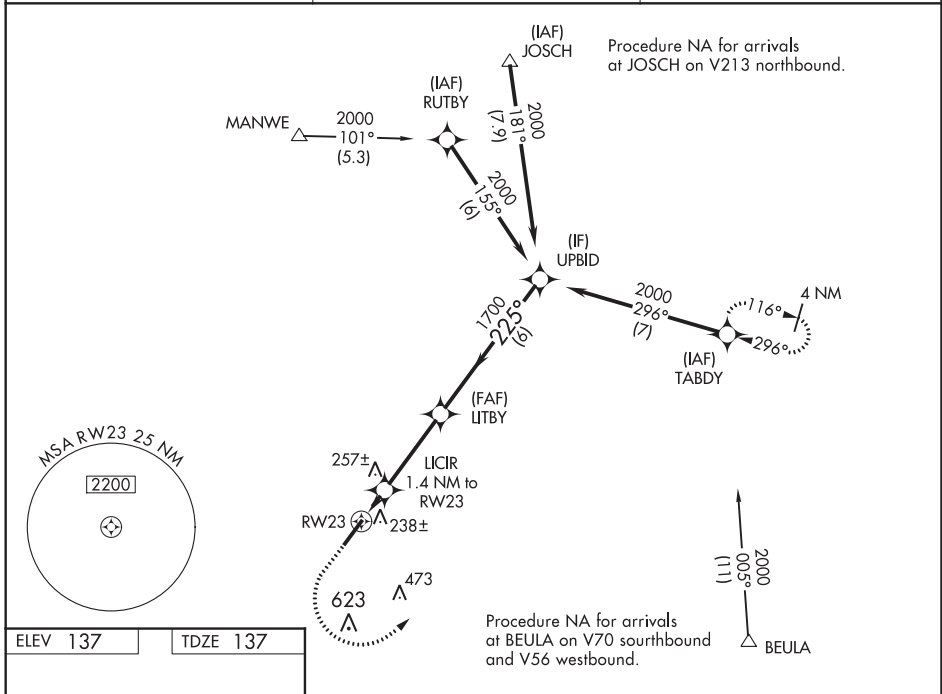 (IAF)
JOSCH
Procedure NA for arrivals
at JOSCH on V213 northbound.
(IAF)
RUTBY
MANWE
2000
101°
(5.3)
2000
181°
(7.9)
2000
155°
(6)
(IF)
UPBID
2000
296°
(7)
116°
4 NM
296°
(IAF)
TABDY
1700
225°
(6)
(FAF)
LITBY
MSA RW23 25 NM
2200
257±
LICIR
1.4 NM to
RW23
RW23
238±
473
623
2000
005°
(11)
Procedure NA for arrivals
at BEULA on V70 sourthbound
and V56 westbound.
BEULA
ELEV 137
TDZE 137